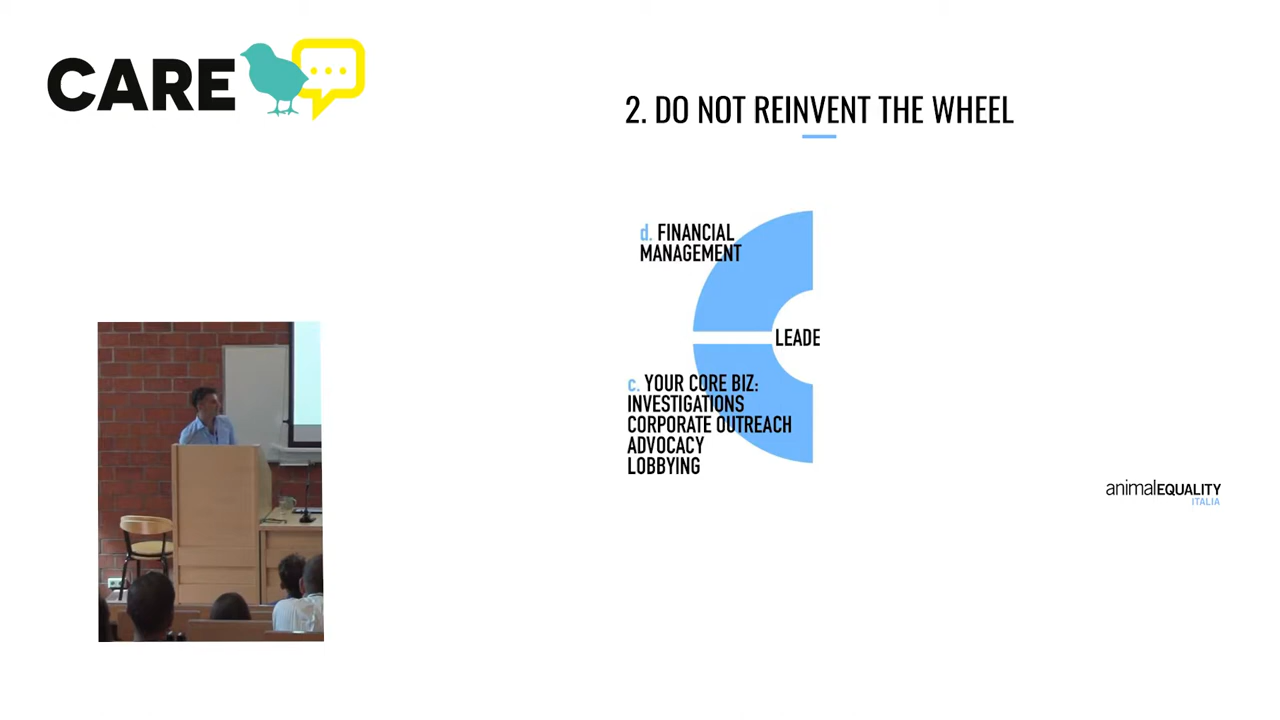 CARE
2. DO NOT REINVENT THE WHEEL
d. FINANCIAL
MANAGEMENT
LEADE
c. YOUR CORE BIZ:
INVESTIGATIONS
CORPORATE OUTREACH
ADVOCACY
LOBBYING
animalEQUALITY
ITALIA